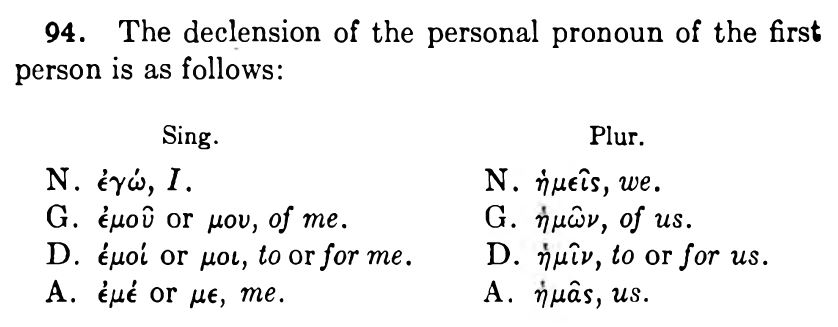 94. The declension of the personal pronoun of the first
person is as follows:
Sing.
N. ἐγώ, I.
G. ἐμοῦ or μου, of me.
D. ἐμοί or μοι, to or for me.
A. ἐμέ or με, me.
Plur.
N. ἡμεῖς, we.
G. ἡμῶν, of us.
D. ἡμῖν, to or for us.
A. ἡμᾶς, us.